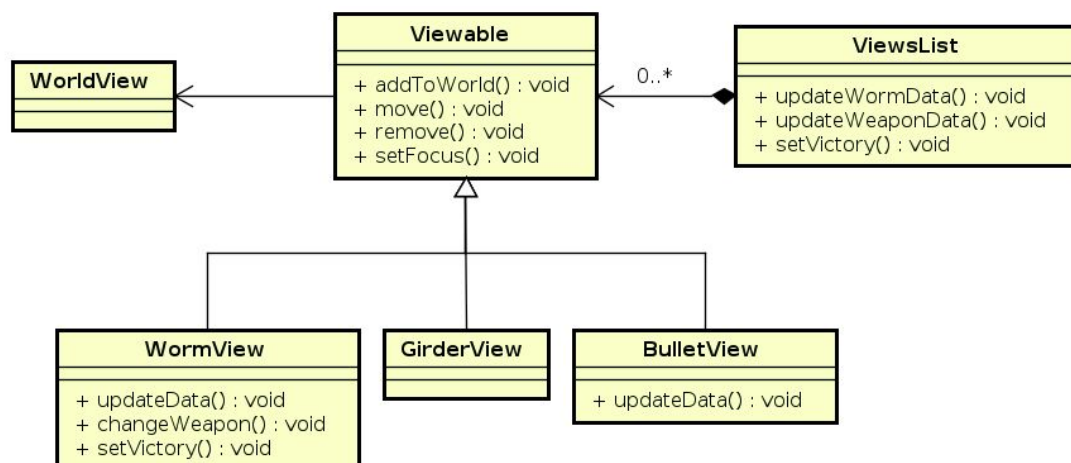 WorldView
Viewable
+ addToWorld() : void
+ move() : void
+ remove() : void
+ setFocus() : void
0..*
ViewsList
+ updateWormData() : void
+ updateWeaponData() : void
+ setVictory() : void
WormView
+ updateData() : void
+ changeWeapon() : void
+ setVictory() : void
GirderView
BulletView
+ updateData() : void